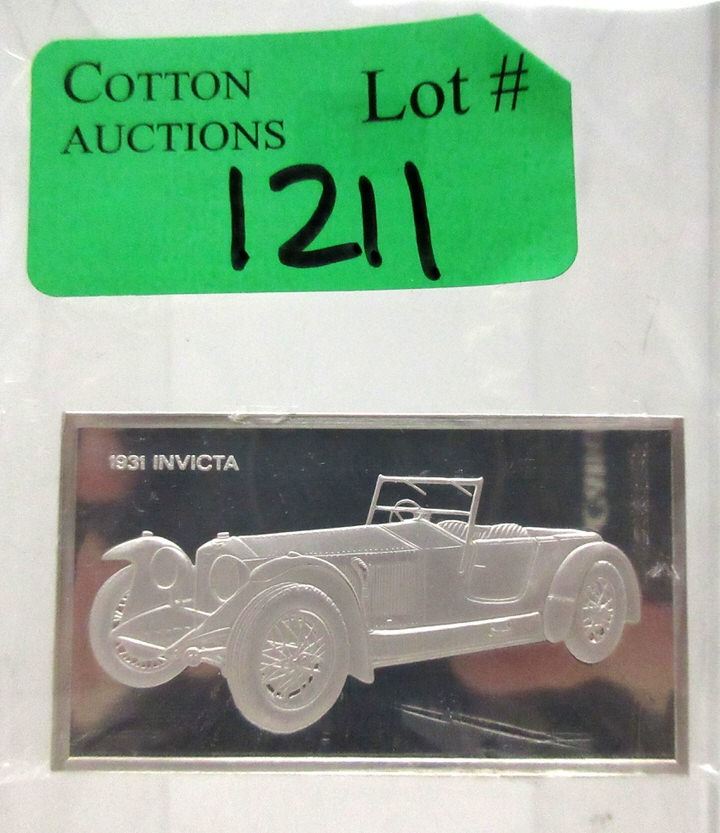 COTTON
AUCTIONS
Lot #
1211
1931 INVICTA